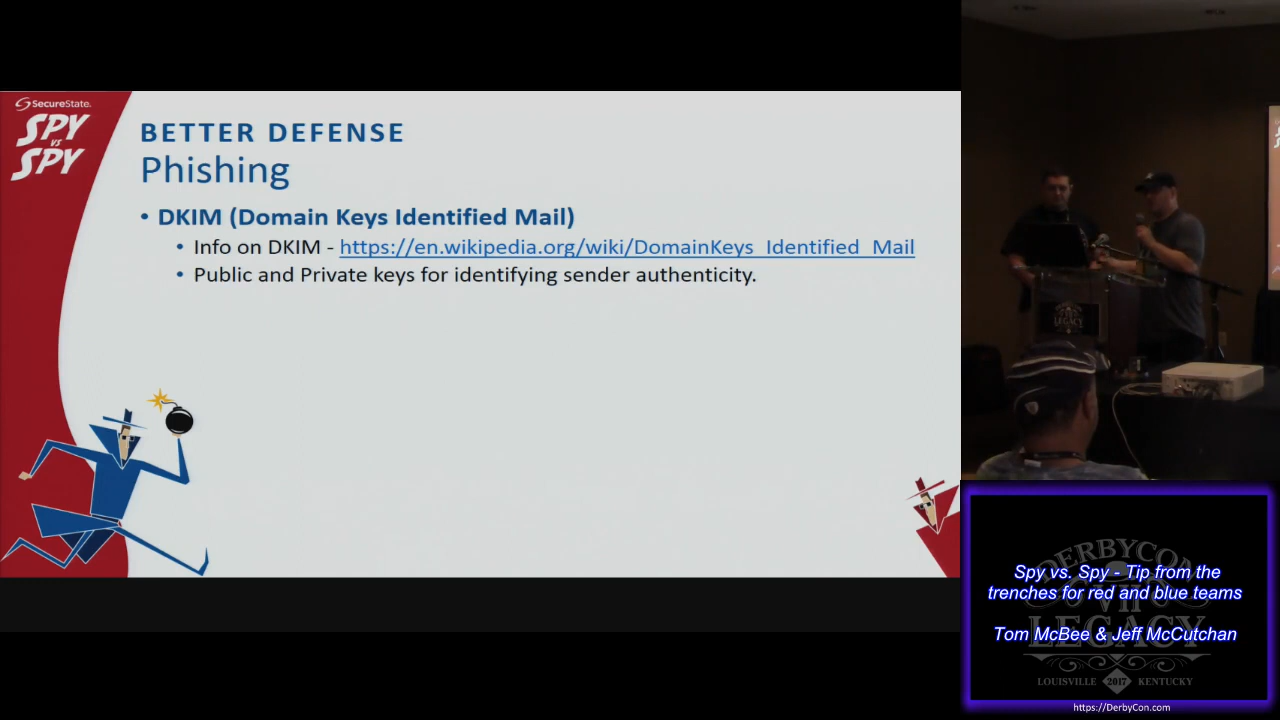 SecureState.
SPY
vs
SPY
BETTER DEFENSE
Phishing
• DKIM (Domain Keys Identified Mail)
• Info on DKIM - https://en.wikipedia.org/wiki/DomainKeys_Identified_Mail
• Public and Private keys for identifying sender authenticity.
LEGACY
DERBYCON
VII
LEGACY
Spy vs. Spy - Tip from the
trenches for red and blue teams
Tom McBee & Jeff McCutchan
LOUISVILLE 2017 KENTUCKY
https://DerbyCon.com